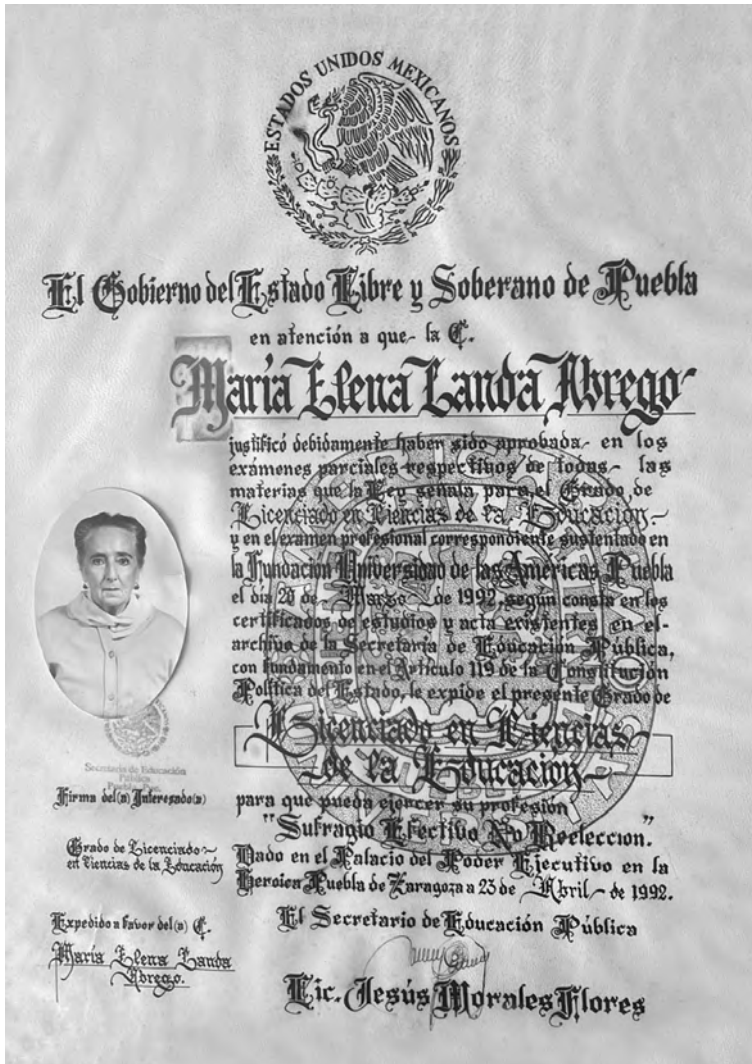 ESTADOS UNIDOS MEXICANOS
El Gobierno del Estado Libre y Soberano de Puebla
en atención a que la C.
María Elena Landa Abrego
justificó debidamente haber sido aprobada en los
exámenes parciales respectivos de todas las
materias que la Ley señala para el Grado de
Licenciado en Ciencias de la Educación
y en el examen profesional correspondiente sustentado en
la Fundación Universidad de las Américas Puebla
el día 20 de Marzo de 1992, según consta en los
certificados de estudios y acta existentes en el
archivo de la Secretaría de Educación Pública,
con fundamento en el Artículo 119 de la Constitución
Política del Estado, le expide el presente Grado de
Licenciado en Ciencias
de la Educación
para que pueda ejercer su profesión
"Sufragio Efectivo No Reelección."
Dado en el Palacio del Poder Ejecutivo en la
Heroica Puebla de Zaragoza a 23 de Abril de 1992.
El Secretario de Educación Pública
Lic. Jesús Morales Flores
Secretaría de Educación
Pública
Firma del(a) Interesado(a)
Grado de Licenciado
en Ciencias de la Educación
Expedido a favor del(a) C.
María Elena Landa
Abrego.